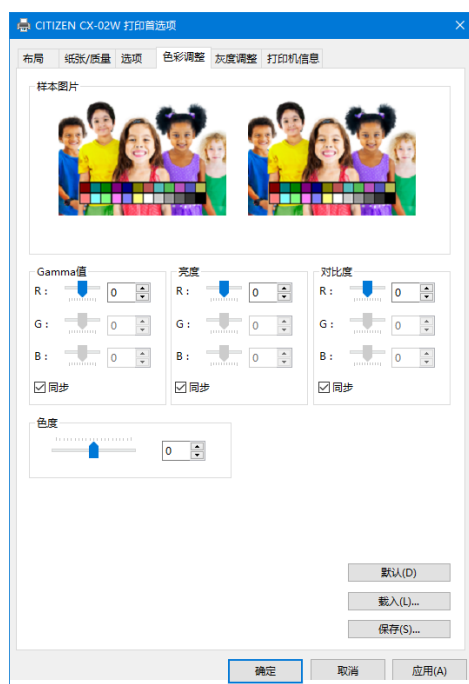 CITIZEN CX-02W 打印首选项
布局 纸张/质量 选项 色彩调整 灰度调整 打印机信息
样本图片
Gamma值 亮度 对比度
R： 0 R： 0 R： 0
G： 0 G： 0 G： 0
B： 0 B： 0 B： 0
同步 同步 同步
色度
0
默认(D)
载入(L)...
保存(S)...
确定 取消 应用(A)